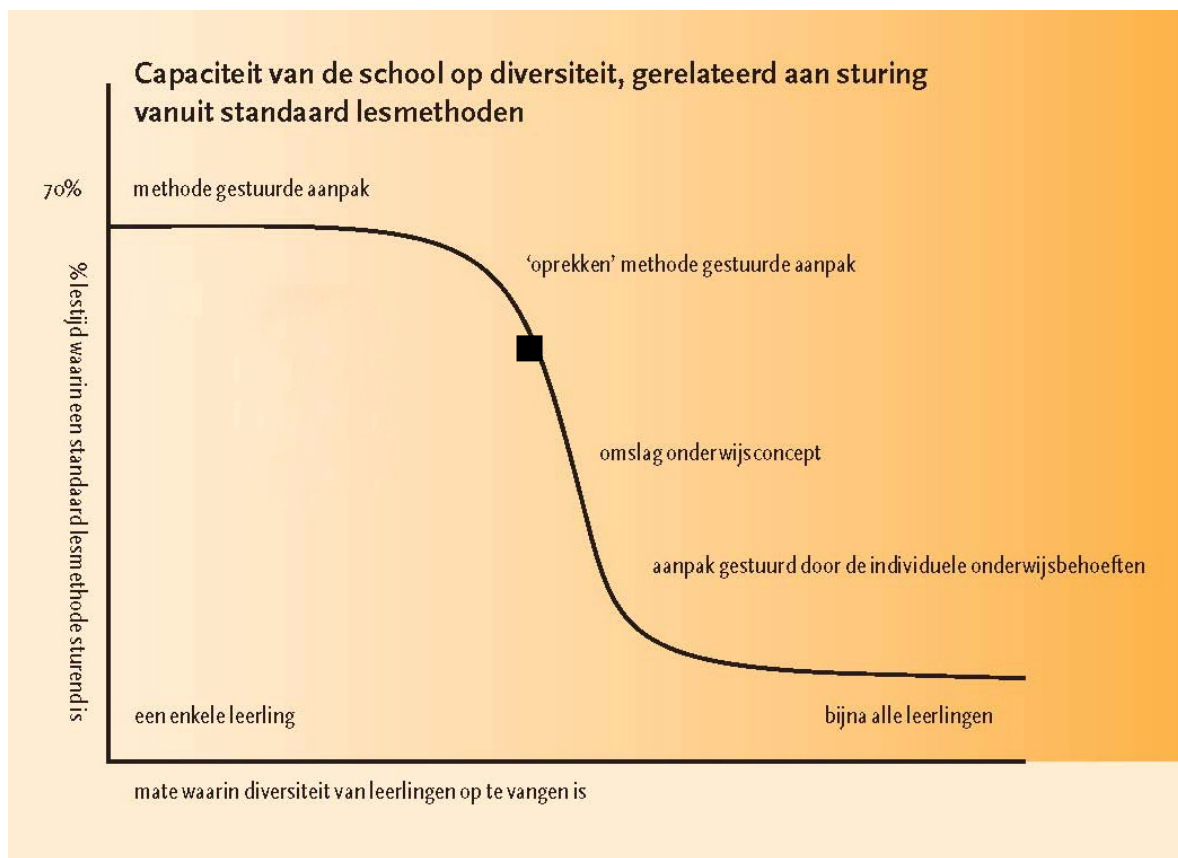 Capaciteit van de school op diversiteit, gerelateerd aan sturing
vanuit standaard lesmethoden
70%
methode gestuurde aanpak
'oprekken' methode gestuurde aanpak
% lestijd waarin een standaard lesmethode sturend is
omslag onderwijsconcept
aanpak gestuurd door de individuele onderwijsbehoeften
een enkele leerling
bijna alle leerlingen
mate waarin diversiteit van leerlingen op te vangen is